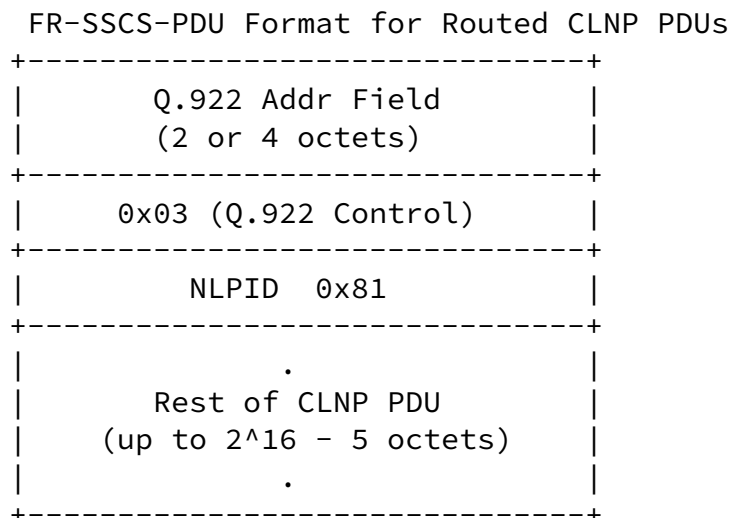 FR-SSCS-PDU Format for Routed CLNP PDUs
+-------------------------------+
|       Q.922 Addr Field        |
|       (2 or 4 octets)         |
+-------------------------------+
|     0x03 (Q.922 Control)      |
+-------------------------------+
|         NLPID  0x81           |
+-------------------------------+
|              .                |
|       Rest of CLNP PDU        |
|    (up to 2^16 - 5 octets)    |
|              .                |
+-------------------------------+